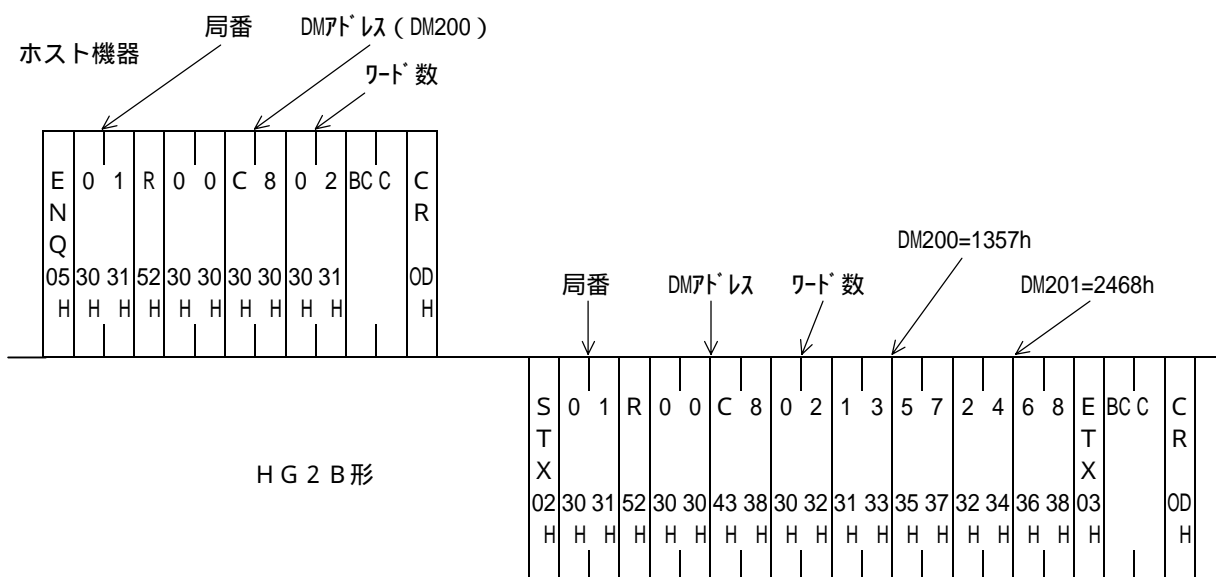 局番 DMｱﾄﾞﾚｽ(DM200)
ホスト機器
ﾜｰﾄﾞ数
E 0 1 R 0 0 C 8 0 2 BC C C
N R
Q
05 30 31 52 30 30 30 30 30 31 0D
H H H H H H H H H H
DM200=1357h
局番 DMｱﾄﾞﾚｽ ﾜｰﾄﾞ数 DM201=2468h
S 0 1 R 0 0 C 8 0 2 1 3 5 7 2 4 6 8 E BC C C
T T R
X X
02 30 31 52 30 30 43 38 30 32 31 33 35 37 32 34 36 38 03 0D
H H H H H H H H H H H H H H H H H H H
HG2B形